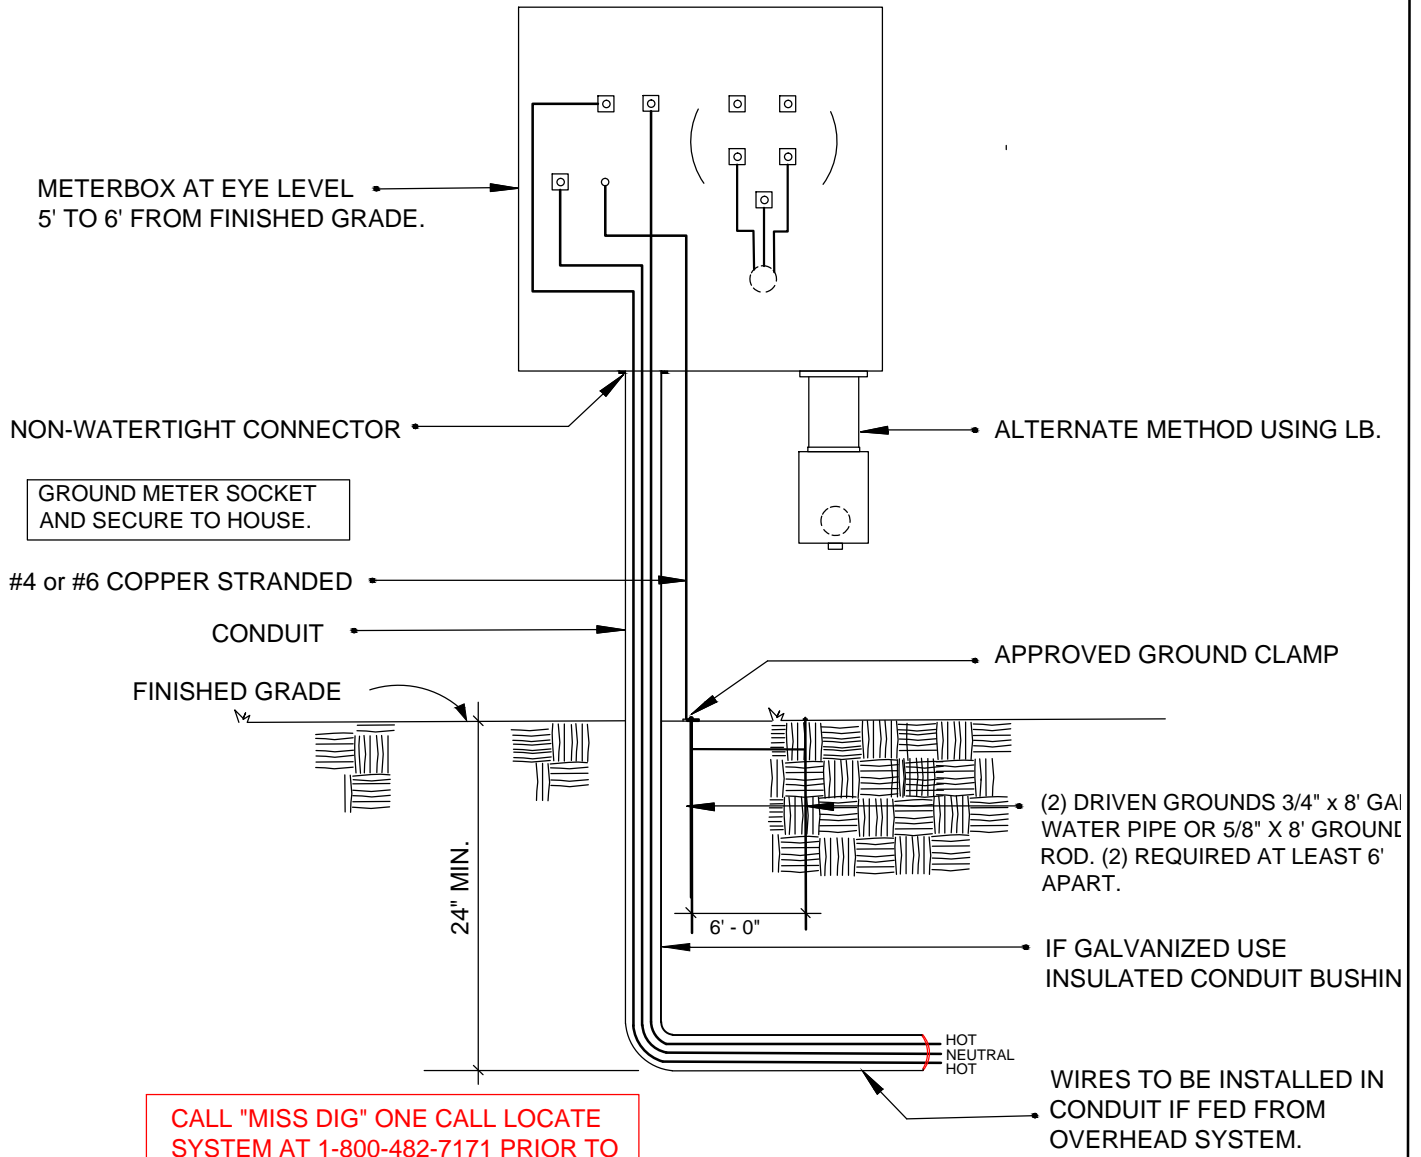 METERBOX AT EYE LEVEL
5' TO 6' FROM FINISHED GRADE.
NON-WATERTIGHT CONNECTOR
ALTERNATE METHOD USING LB.
GROUND METER SOCKET
AND SECURE TO HOUSE.
#4 or #6 COPPER STRANDED
CONDUIT
APPROVED GROUND CLAMP
FINISHED GRADE
(2) DRIVEN GROUNDS 3/4" x 8'
WATER PIPE OR 5/8" X 8' GROUND
ROD. (2) REQUIRED AT LEAST 6'
APART.
24" MIN.
6' - 0"
IF GALVANIZED USE
INSULATED CONDUIT BUSHIN
HOT
NEUTRAL
HOT
WIRES TO BE INSTALLED IN
CONDUIT IF FED FROM
OVERHEAD SYSTEM.
CALL "MISS DIG" ONE CALL LOCATE
SYSTEM AT 1-800-482-7171 PRIOR TO